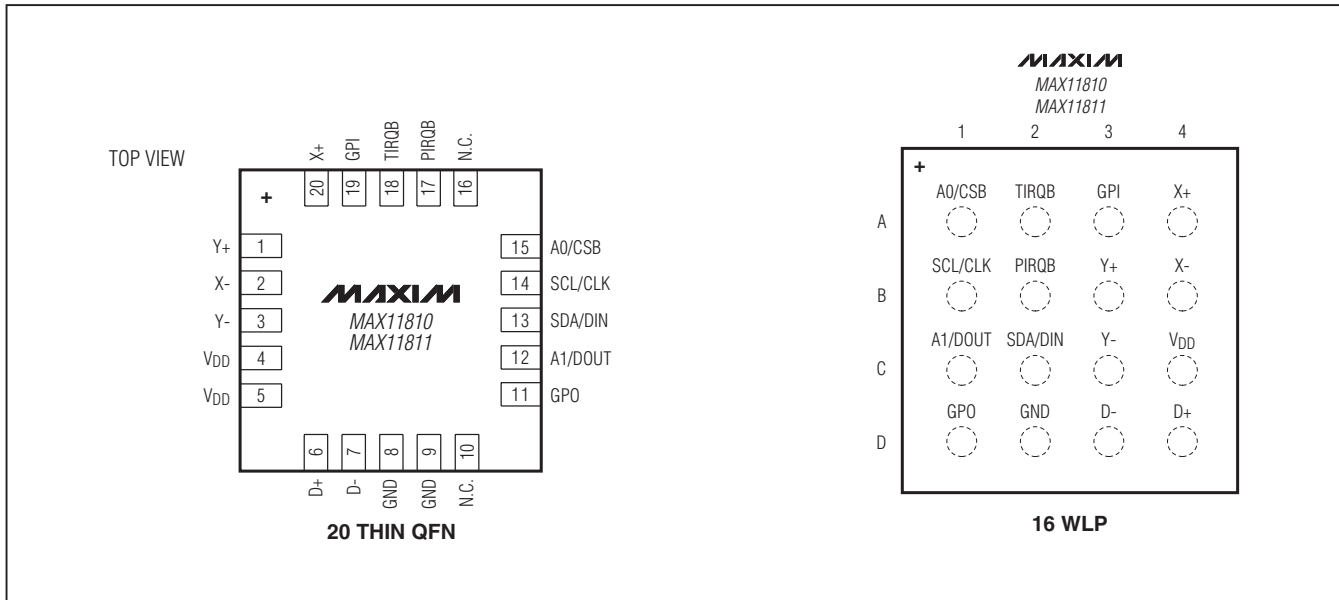 TOP VIEW
X+
GPI
TIRQB
PIRQB
N.C.
20
19
18
17
16
+
Y+ 1
X- 2
Y- 3
VDD 4
VDD 5
MAXIM
MAX11810
MAX11811
15 A0/CSB
14 SCL/CLK
13 SDA/DIN
12 A1/DOUT
11 GPO
6
7
8
9
10
D+
D-
GND
GND
N.C.
20 THIN QFN
MAXIM
MAX11810
MAX11811
1 2 3 4
+
A0/CSB TIRQB GPI X+
A
SCL/CLK PIRQB Y+ X-
B
A1/DOUT SDA/DIN Y- VDD
C
GPO GND D- D+
D
16 WLP